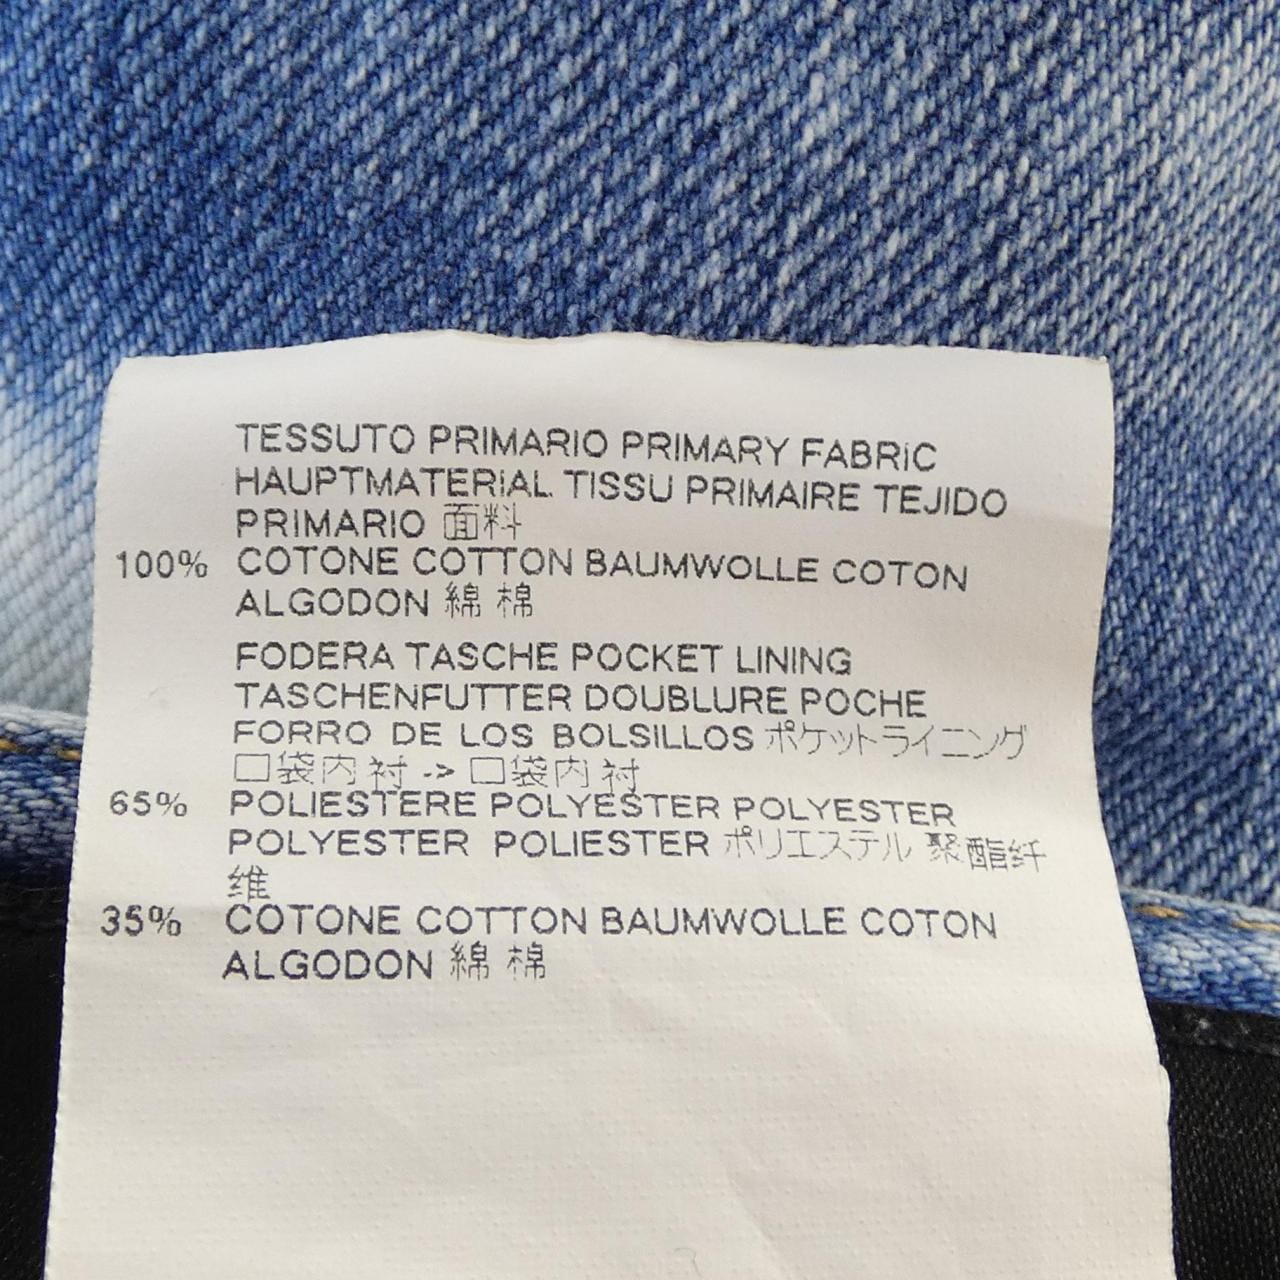 TESSUTO PRIMARIO PRIMARY FABRIC
HAUPTMATERIAL TISSU PRIMAIRE TEJIDO
PRIMARIO 面料
100% COTONE COTTON BAUMWOLLE COTON
ALGODON 綿 棉
FODERA TASCHE POCKET LINING
TASCHENFUTTER DOUBLURE POCHE
FORRO DE LOS BOLSILLOS ポケットライニング
口袋内衬 -> 口袋内衬
65% POLIESTERE POLYESTER POLYESTER
POLYESTER POLIESTER ポリエステル 聚酯纤
维
35% COTONE COTTON BAUMWOLLE COTON
ALGODON 綿 棉